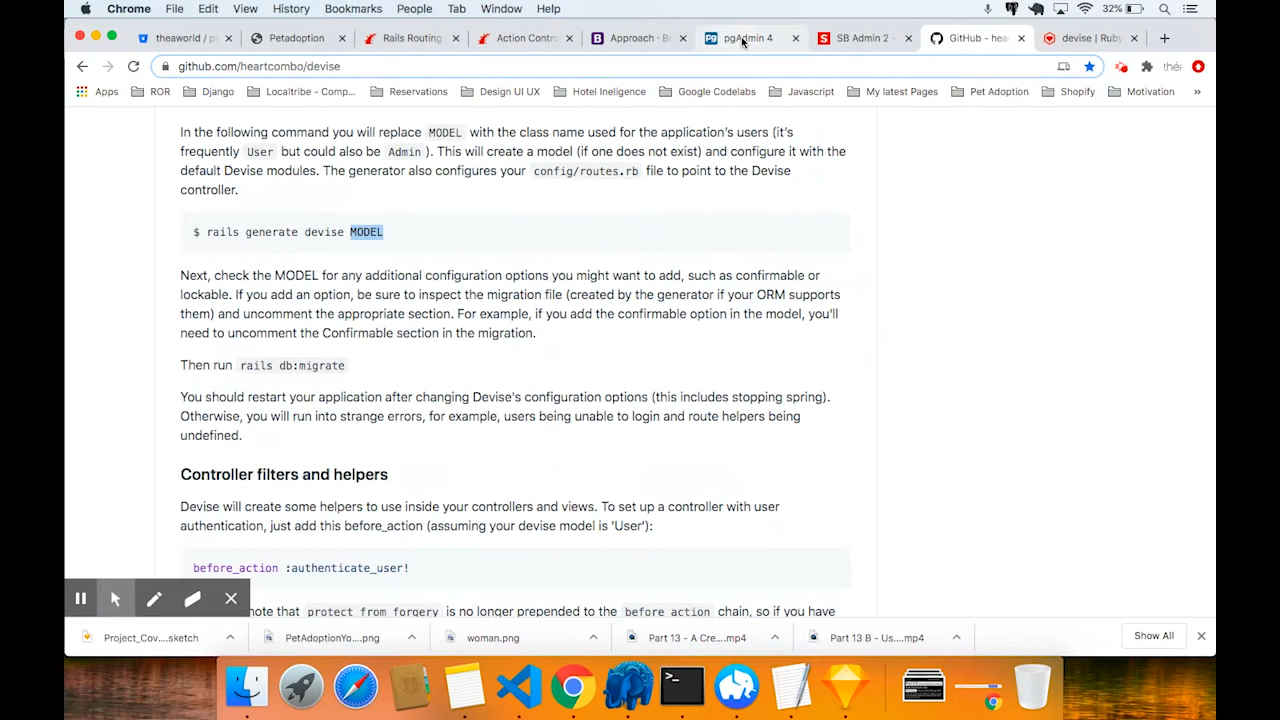 Chrome File Edit View History Bookmarks People Tab Window Help 32%
theaworld / p Petadoption Rails Routing Action Contr Approach · B pgAdmin 4 SB Admin 2 - GitHub - hear devise | Ruby
github.com/heartcombo/devise
Apps ROR Django Localtribe - Comp... Reservations Design UI UX Hotel Ineligence Google Codelabs Javascript My latest Pages Pet Adoption Shopify Motivation »
In the following command you will replace MODEL with the class name used for the application's users (it's
frequently User but could also be Admin ). This will create a model (if one does not exist) and configure it with the
default Devise modules. The generator also configures your config/routes.rb file to point to the Devise
controller.
$ rails generate devise MODEL
Next, check the MODEL for any additional configuration options you might want to add, such as confirmable or
lockable. If you add an option, be sure to inspect the migration file (created by the generator if your ORM supports
them) and uncomment the appropriate section. For example, if you add the confirmable option in the model, you'll
need to uncomment the Confirmable section in the migration.
Then run rails db:migrate
You should restart your application after changing Devise's configuration options (this includes stopping spring).
Otherwise, you will run into strange errors, for example, users being unable to login and route helpers being
undefined.
Controller filters and helpers
Devise will create some helpers to use inside your controllers and views. To set up a controller with user
authentication, just add this before_action (assuming your devise model is 'User'):
before_action :authenticate_user!
note that protect_from_forgery is no longer prepended to the before_action chain, so if you have
Project_Cov....sketch PetAdoptionYo....png woman.png Part 13 - A Cre....mp4 Part 13 B - Us....mp4 Show All